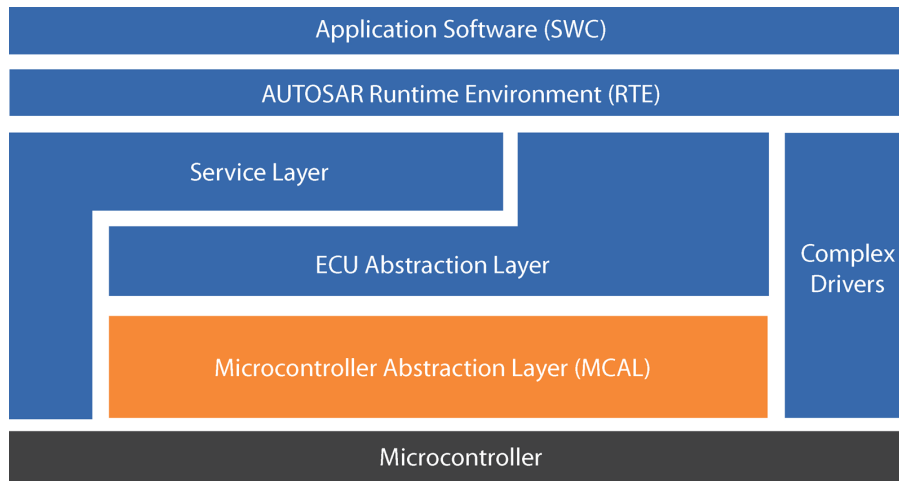 Application Software (SWC)
AUTOSAR Runtime Environment (RTE)
Service Layer
ECU Abstraction Layer
Complex
Drivers
Microcontroller Abstraction Layer (MCAL)
Microcontroller